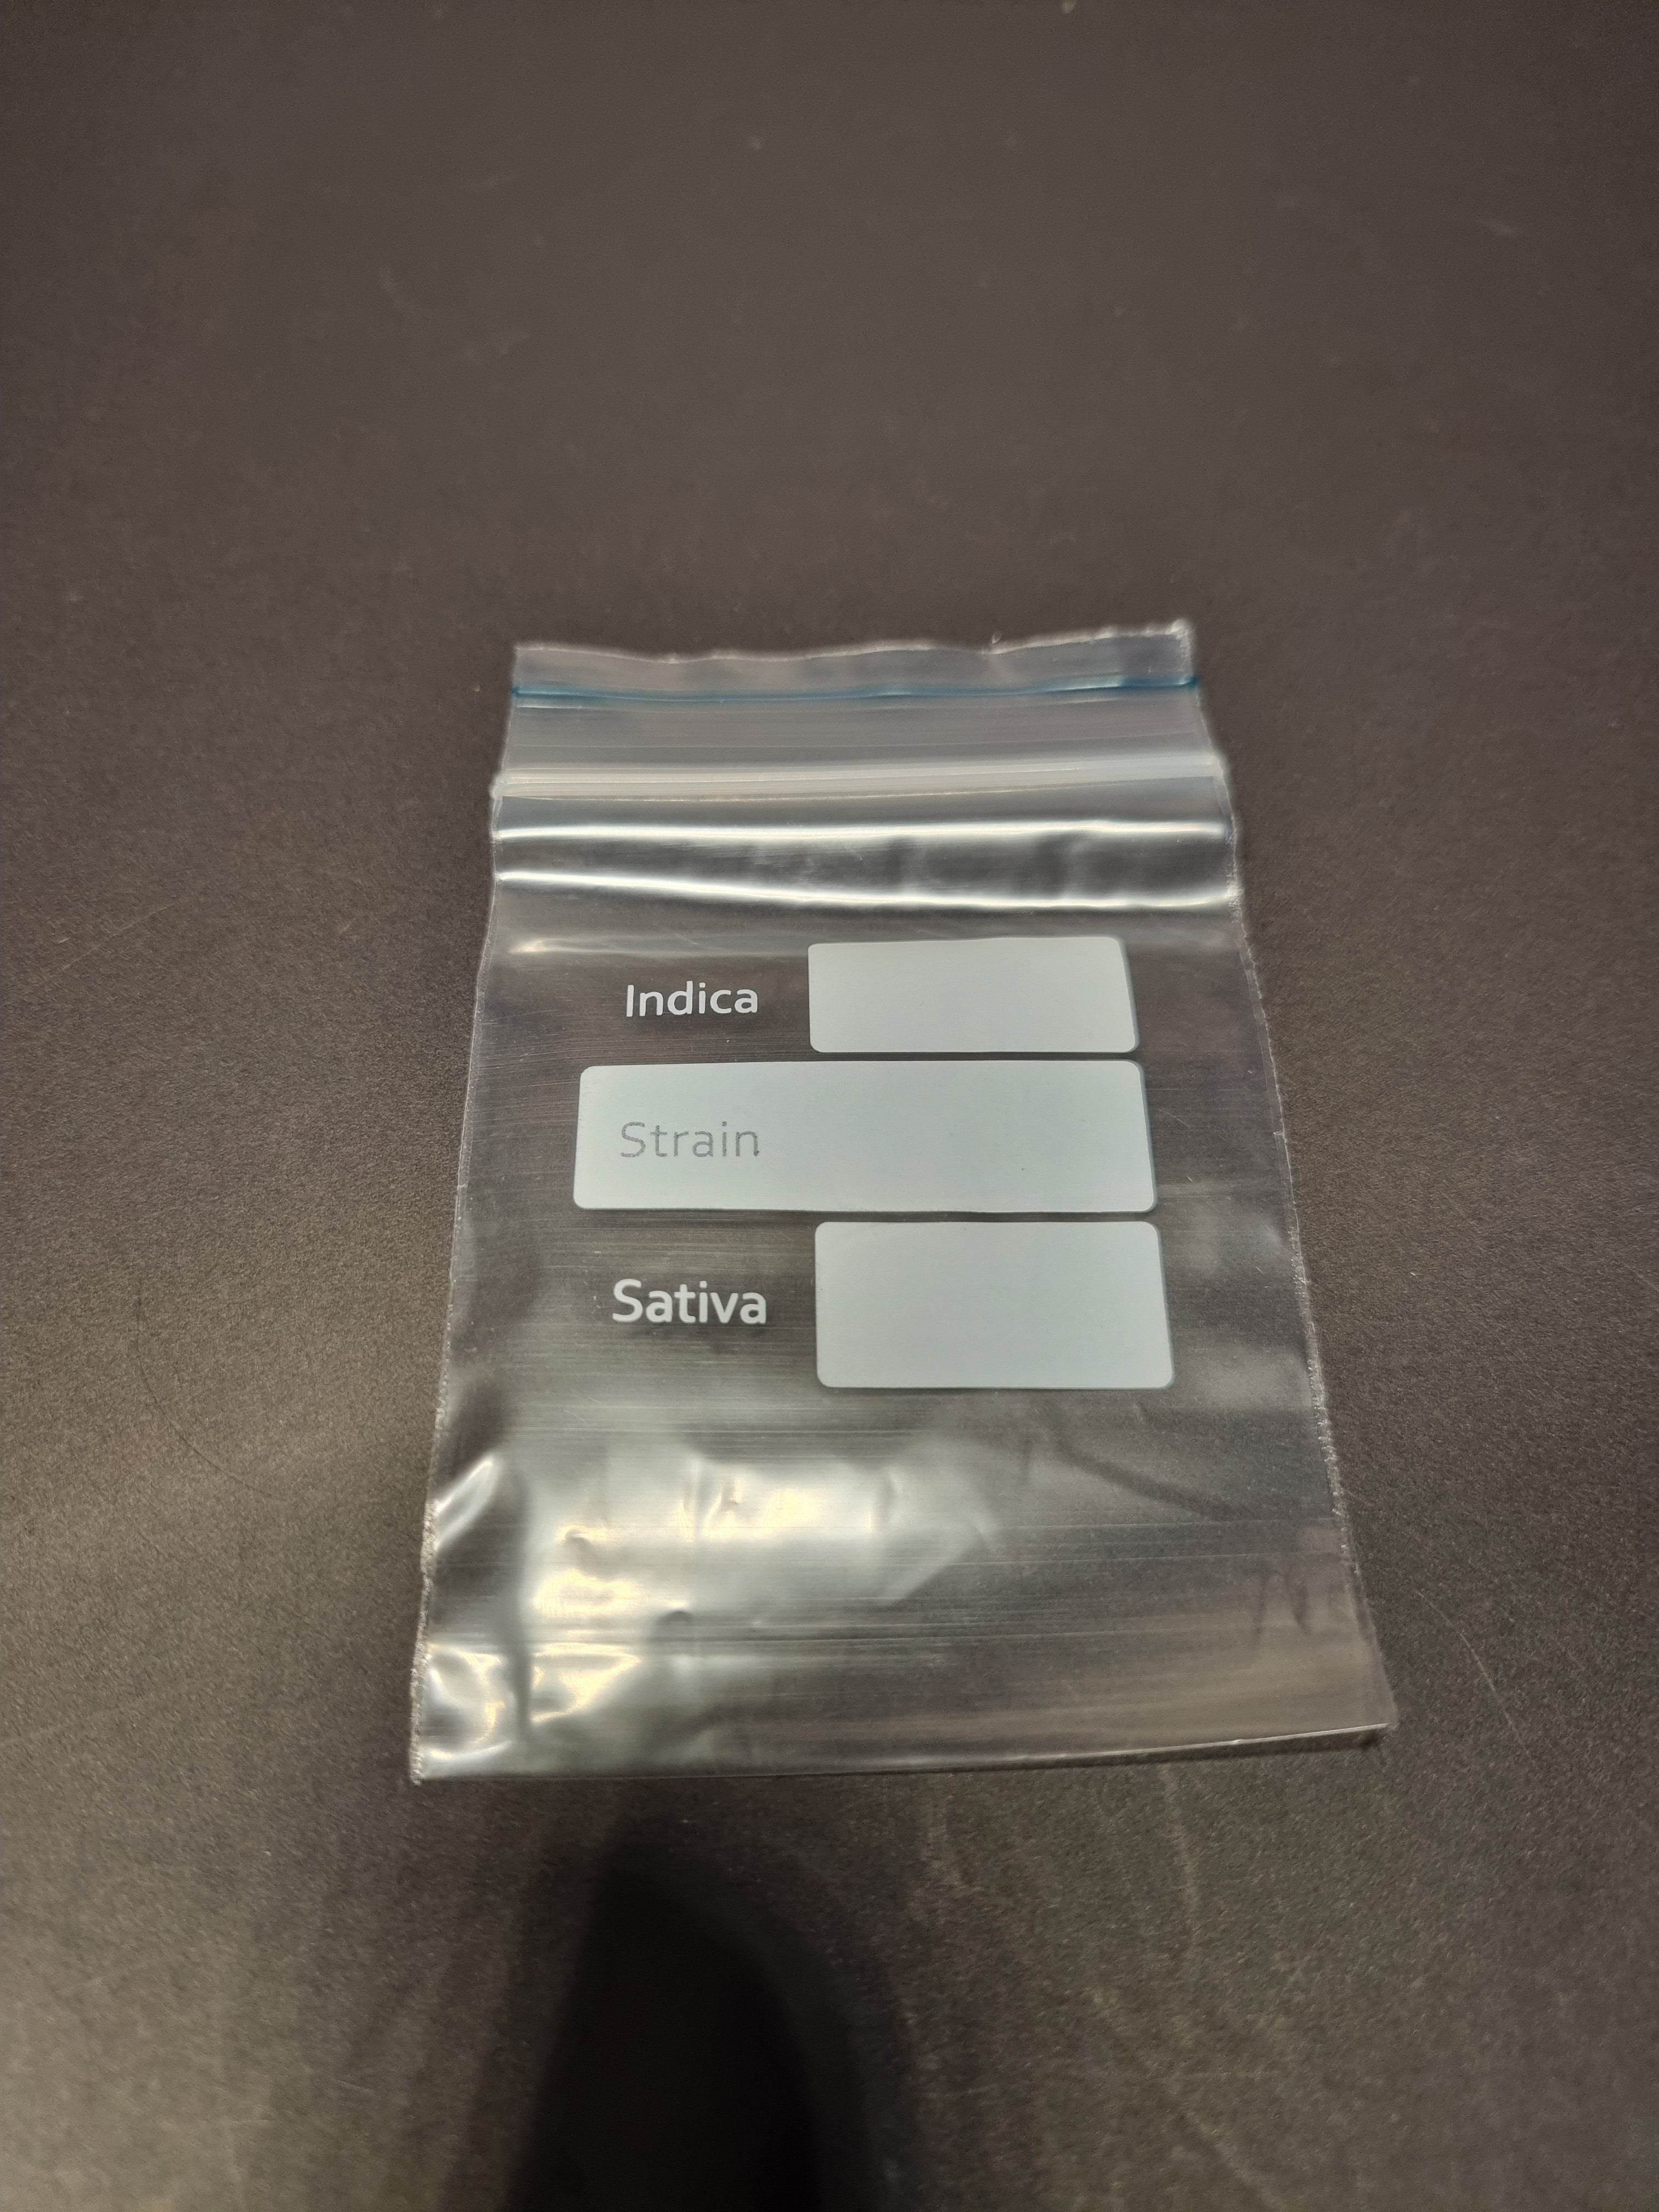 Indica
Strain
Sativa